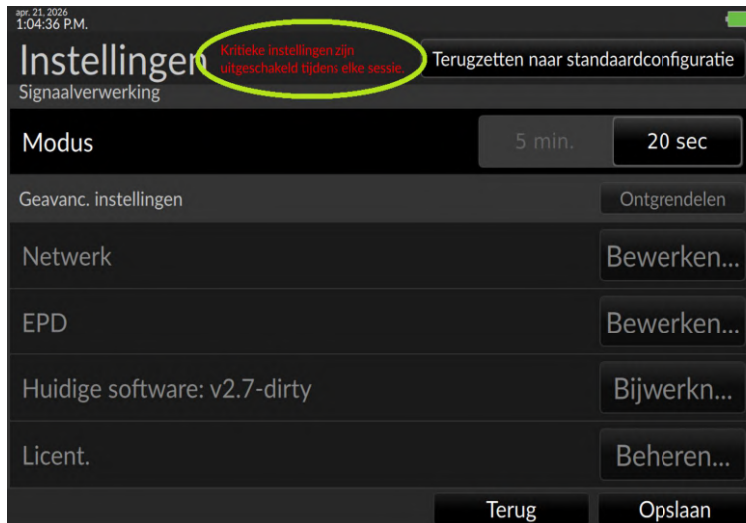 apr. 21, 2026
1:04:36 P.M.
Instellingen
Kritieke instellingen zijn
uitgeschakeld tijdens elke sessie.
Terugzetten naar standaardconfiguratie
Signaalverwerking
Modus
5 min.
20 sec
Geavanc. instellingen
Ontgrendelen
Netwerk
Bewerken...
EPD
Bewerken...
Huidige software: v2.7-dirty
Bijwerkn...
Licent.
Beheren...
Terug
Opslaan